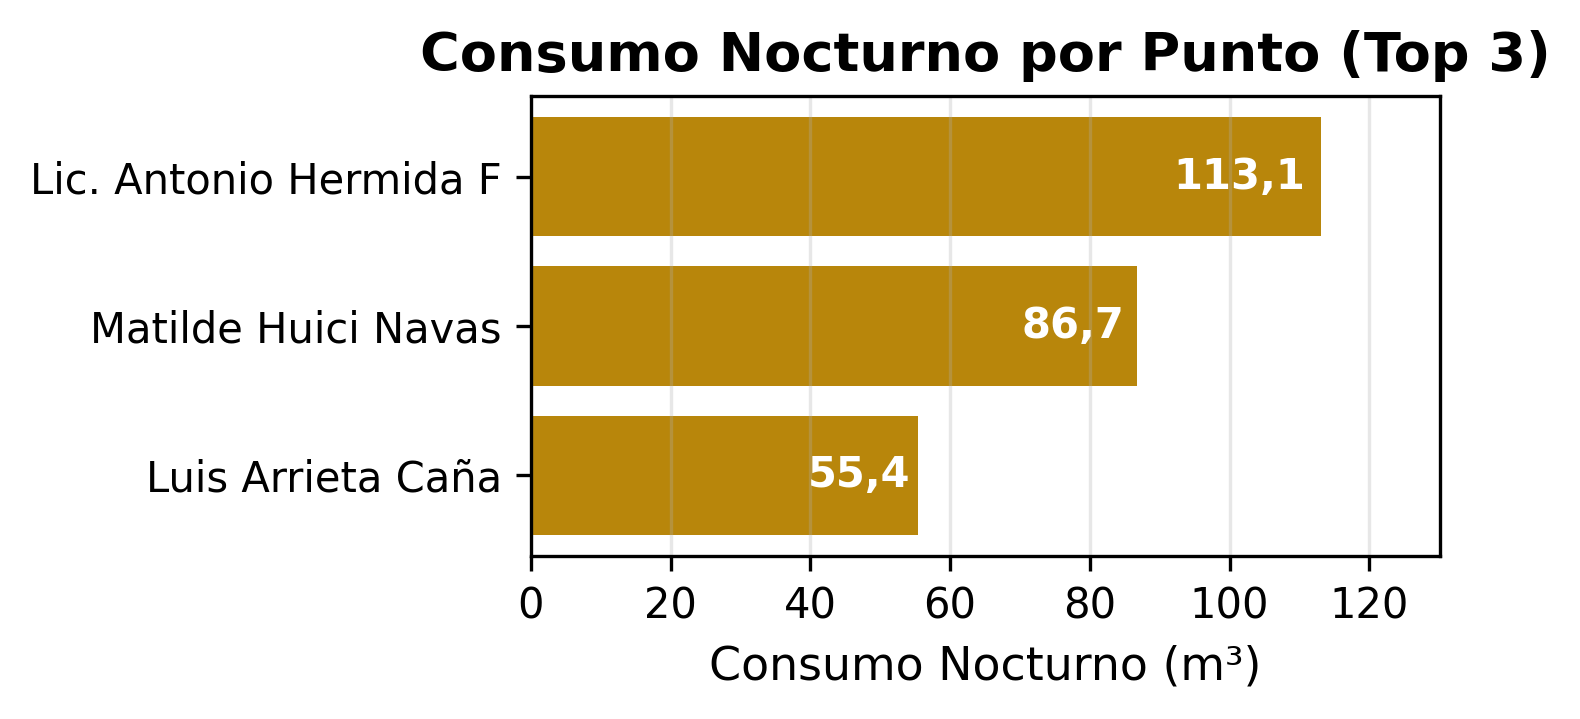 Consumo Nocturno por Punto (Top 3)
Lic. Antonio Hermida F
113,1
Matilde Huici Navas
86,7
Luis Arrieta Caña
55,4
0 20 40 60 80 100 120
Consumo Nocturno (m³)